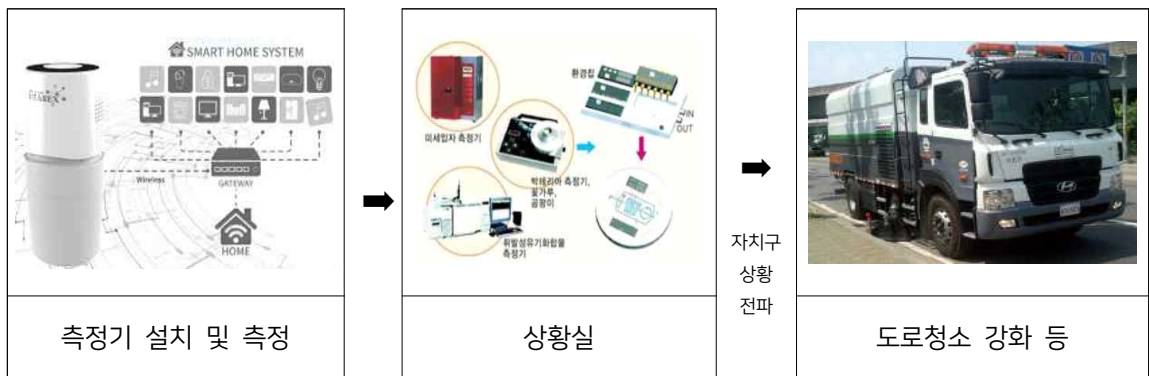 SMART HOME SYSTEM
Wireless
GATEWAY
HOME
측정기 설치 및 측정
미세입자 측정기
환경칩
IN
OUT
박테리아 측정기,
꽃가루,
곰팡이
휘발성유기화합물
측정기
상황실
자치구
상황
전파
도로청소 강화 등